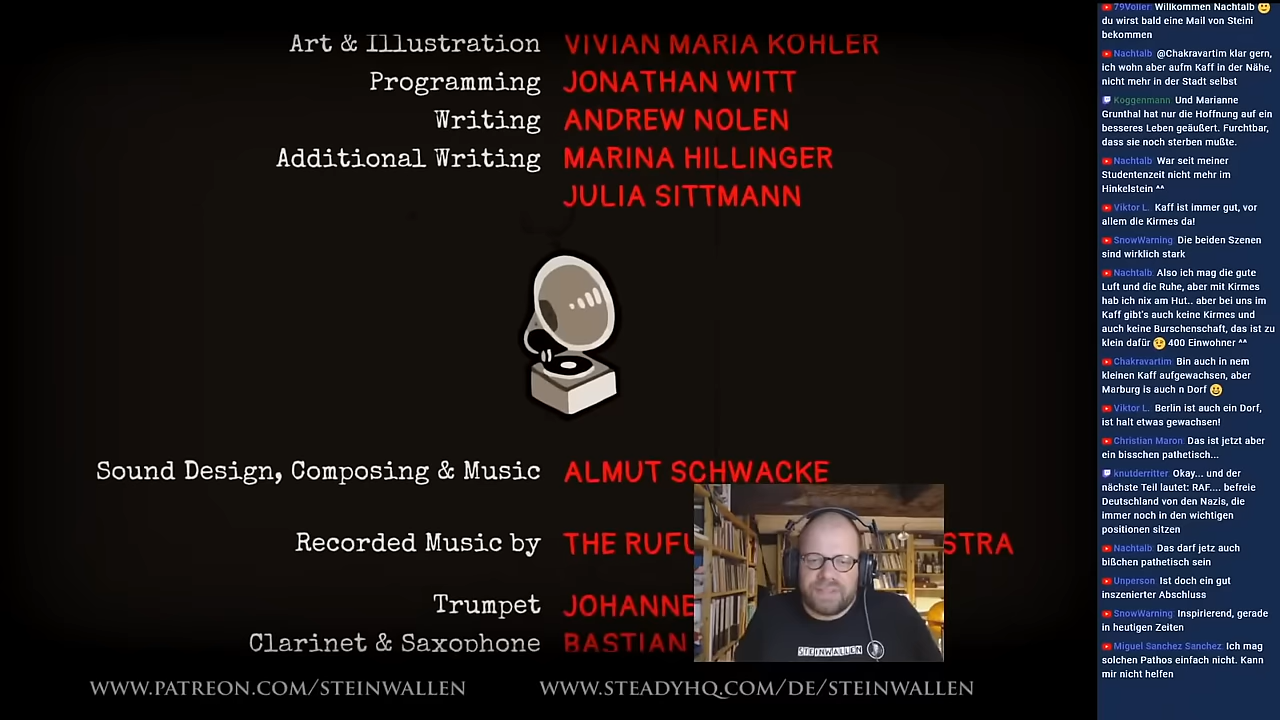 Art & Illustration VIVIAN MARIA KÖHLER
Programming JONATHAN WITT
Writing ANDREW NOLEN
Additional Writing MARINA HILLINGER
JULIA SITTMANN
Sound Design, Composing & Music ALMUT SCHWACKE
Recorded Music by THE
Trumpet
Clarinet & Saxophone BASTIAN
STEINWALLEN
WWW.PATREON.COM/STEINWALLEN WWW.STEADYHQ.COM/DE/STEINWALLEN
79Voller Willkommen Nachtalb 🙂
du wirst bald eine Mail von Steini
bekommen
Nachtalb @Chakravartim klar gern,
ich wohn aber aufm Kaff in der Nähe,
nicht mehr in der Stadt selbst
Koggenmann Und Marianne
Grunthal hat nur die Hoffnung auf ein
besseres Leben geäußert. Furchtbar,
dass sie noch sterben mußte.
Nachtalb War seit meiner
Studentenzeit nicht mehr im
Hinkelstein ^^
Viktor L. Kaff ist immer gut, vor
allem die Kirmes da!
SnowWarning Die beiden Szenen
sind wirklich stark
Nachtalb Also ich mag die gute
Luft und die Ruhe, aber mit Kirmes
hab ich nix am Hut.. aber bei uns im
Kaff gibt's auch keine Kirmes und
auch keine Burschenschaft, das ist zu
klein dafür 😉 400 Einwohner ^^
Chakravartim Bin auch in nem
kleinen Kaff aufgewachsen, aber
Marburg is auch n Dorf 😀
Viktor L. Berlin ist auch ein Dorf,
ist halt etwas gewachsen!
Christian Maron Das ist jetzt aber
ein bisschen pathetisch...
knutderritter Okay... und der
nächste Teil lautet: RAF.... befreie
Deutschland von den Nazis, die
immer noch in den wichtigen
positionen sitzen
Nachtalb Das darf jetz auch
bißchen pathetisch sein
Unperson Ist doch ein gut
inszenierter Abschluss
SnowWarning Inspirierend, gerade
in heutigen Zeiten
Miguel Sanchez Sanchez Ich mag
solchen Pathos einfach nicht. Kann
mir nicht helfen